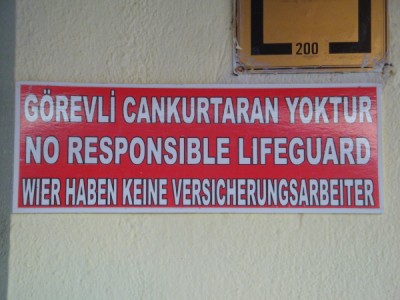 200
GÖREVLİ CANKURTARAN YOKTUR
NO RESPONSIBLE LIFEGUARD
WIER HABEN KEINE VERSICHERUNGSARBEITER